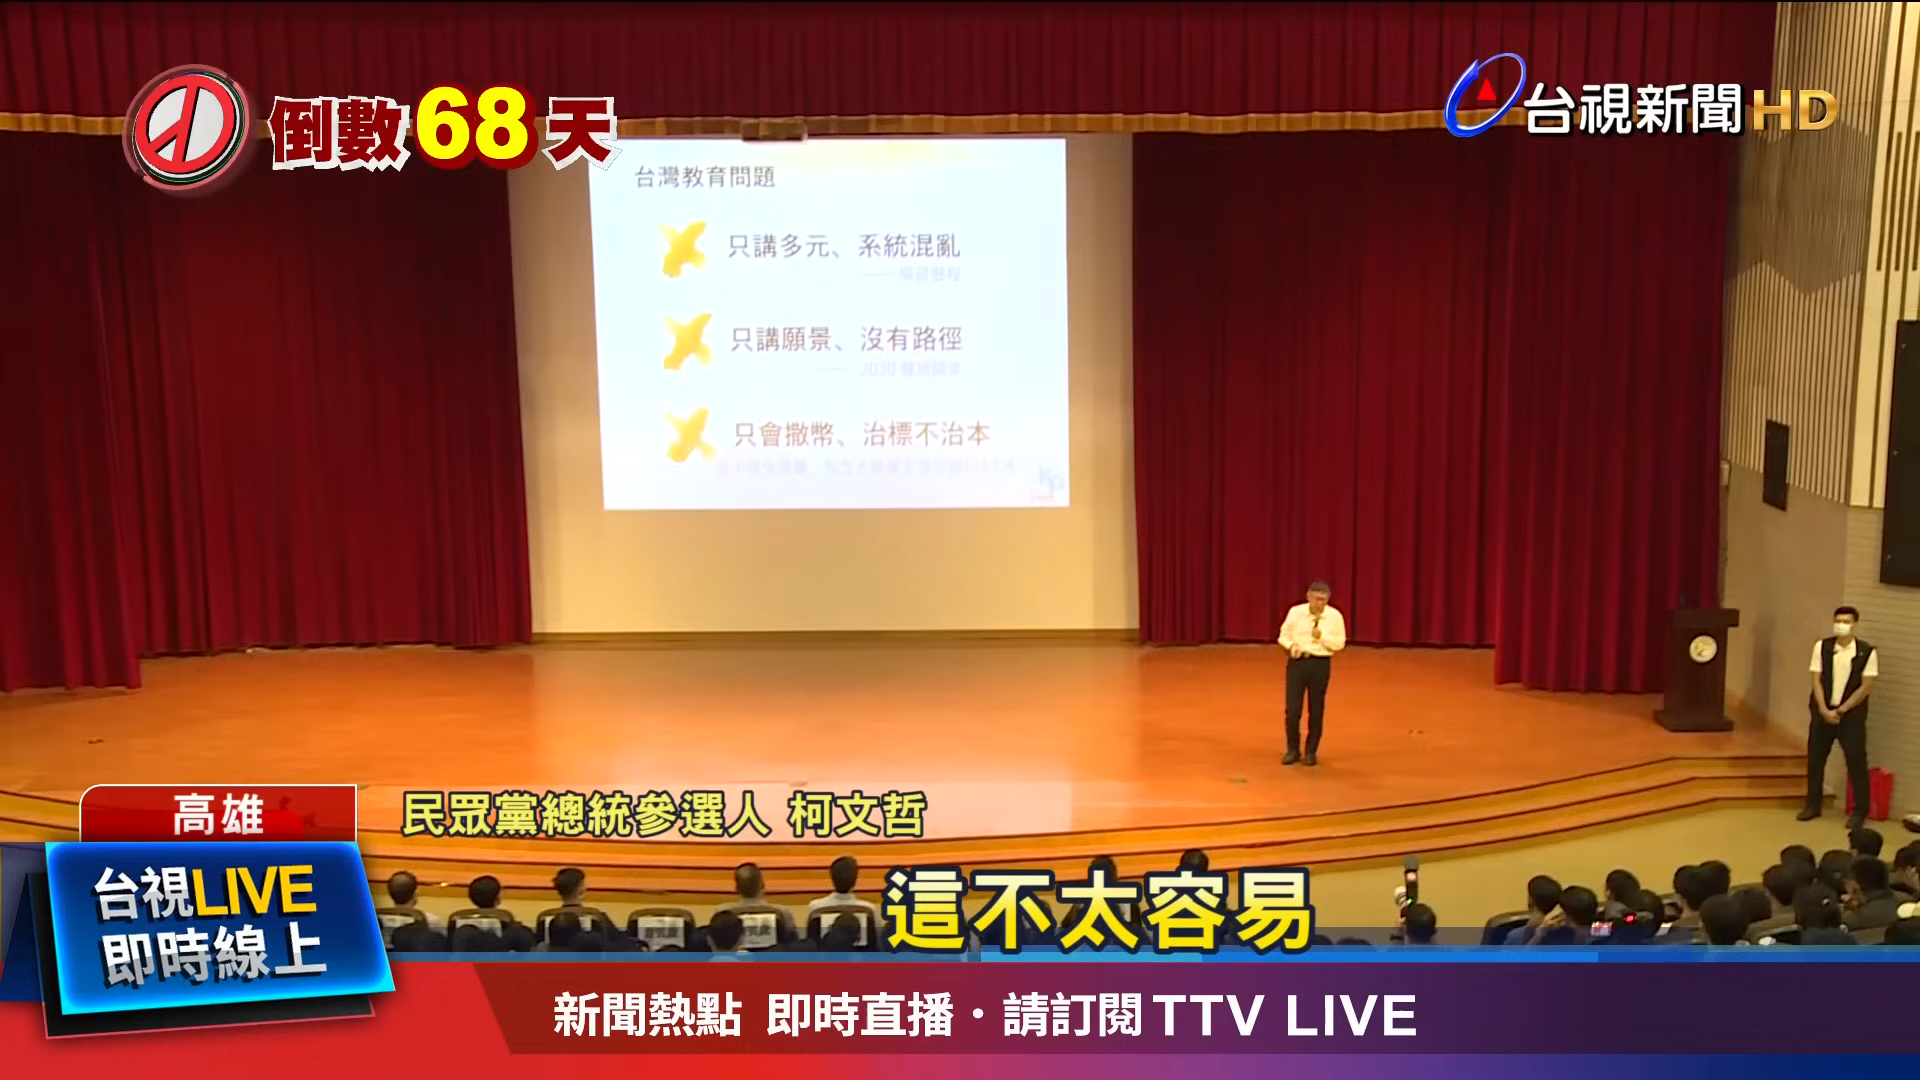 倒數68天
台視新聞HD
台灣教育問題
只講多元、系統混亂
只講願景、沒有路徑
只會撒幣、治標不治本
高雄
民眾黨總統參選人 柯文哲
台視LIVE
即時線上
這不太容易
新聞熱點 即時直播·請訂閱TTV LIVE